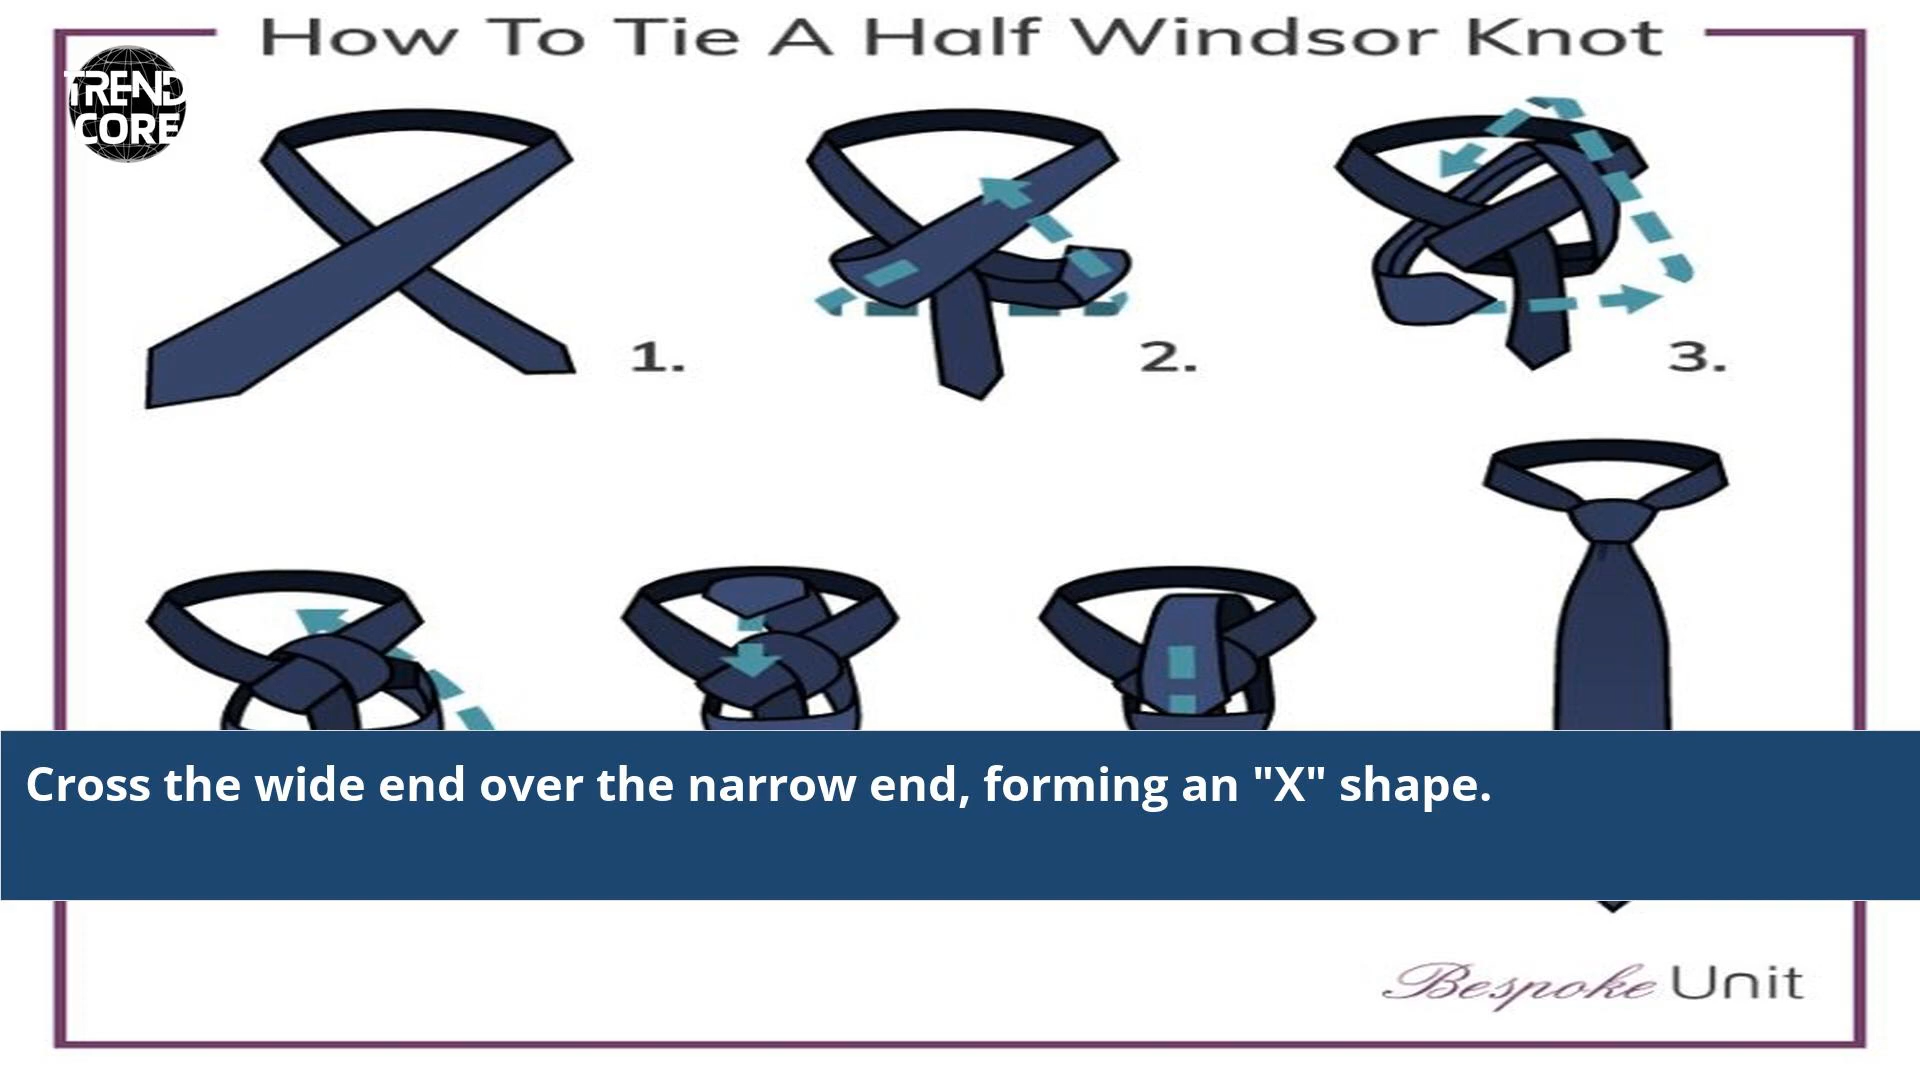 How To Tie A Half Windsor Knot
TREND
CORE
1.
2.
3.
Cross the wide end over the narrow end, forming an "X" shape.
Bespoke Unit